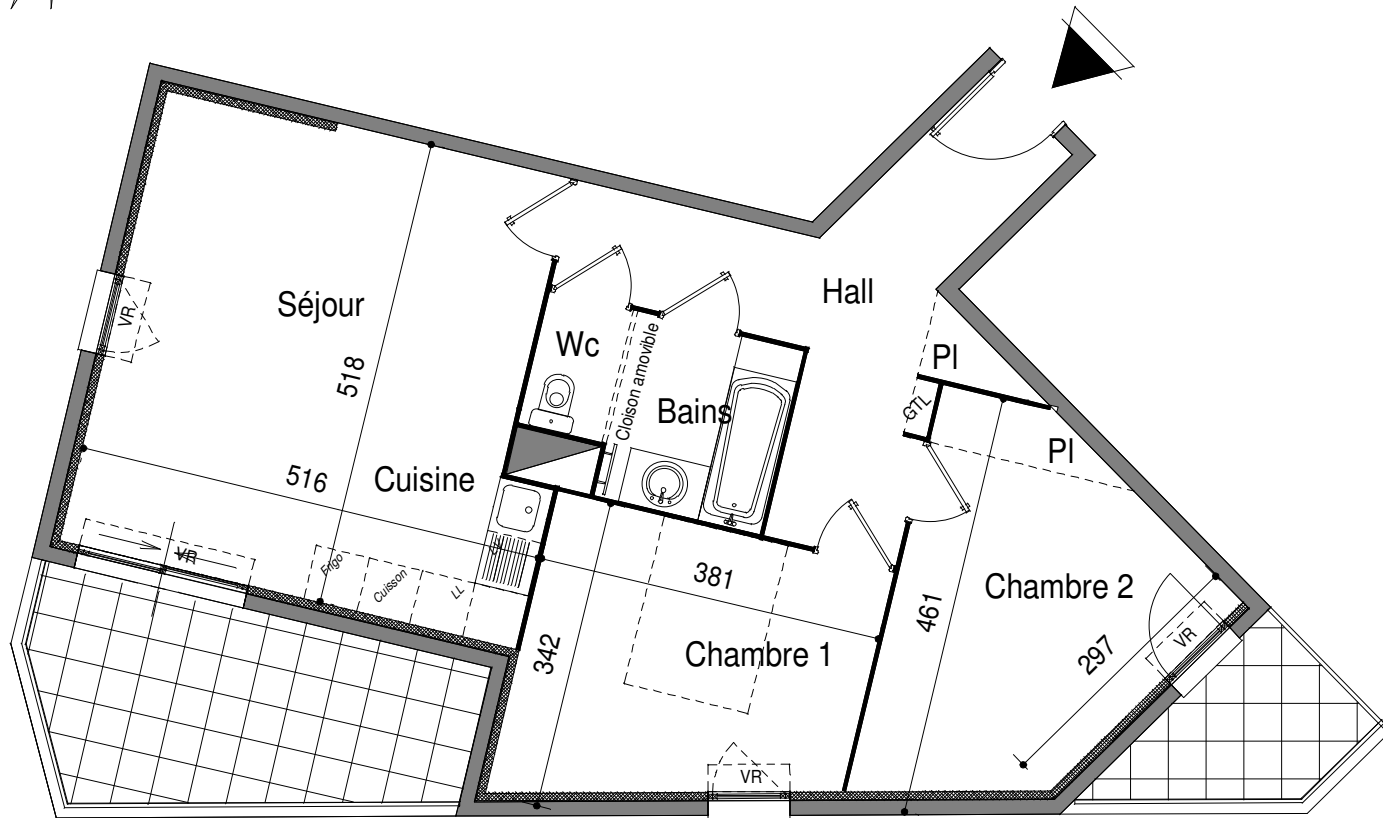 Hall
Séjour
VR
Wc
Cloison amovible
Pl
518
Bains
GTL
Pl
516
Cuisine
VR
Frigo
Cuisson
LL
381
Chambre 2
461
342
Chambre 1
297
VR
VR